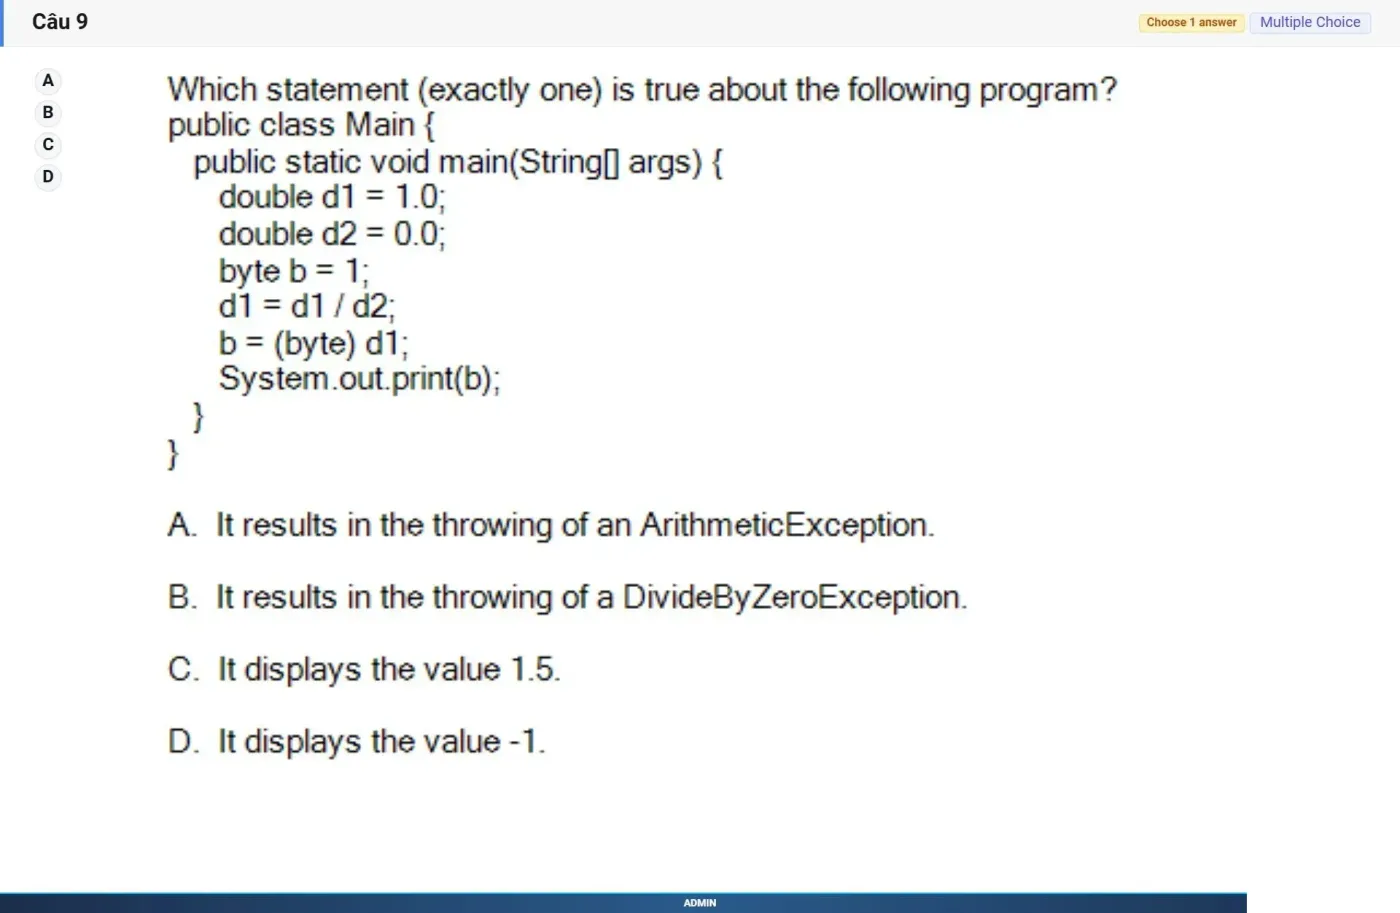 Câu 9
Choose 1 answer
Multiple Choice
A
B
C
D
Which statement (exactly one) is true about the following program?
public class Main {
public static void main(String[] args) {
double d1 = 1.0;
double d2 = 0.0;
byte b = 1;
d1 = d1 / d2;
b = (byte) d1;
System.out.print(b);
}
}
A. It results in the throwing of an ArithmeticException.
B. It results in the throwing of a DivideByZeroException.
C. It displays the value 1.5.
D. It displays the value -1.
ADMIN